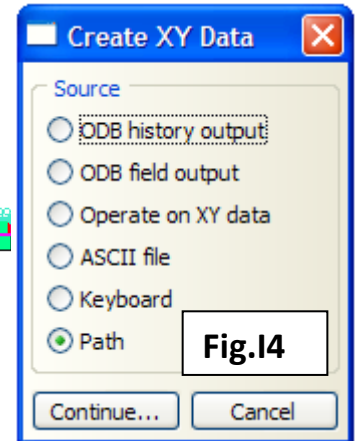 Create XY Data
Source
ODB history output
ODB field output
Operate on XY data
ASCII file
Keyboard
Path
Fig.I4
Continue...
Cancel